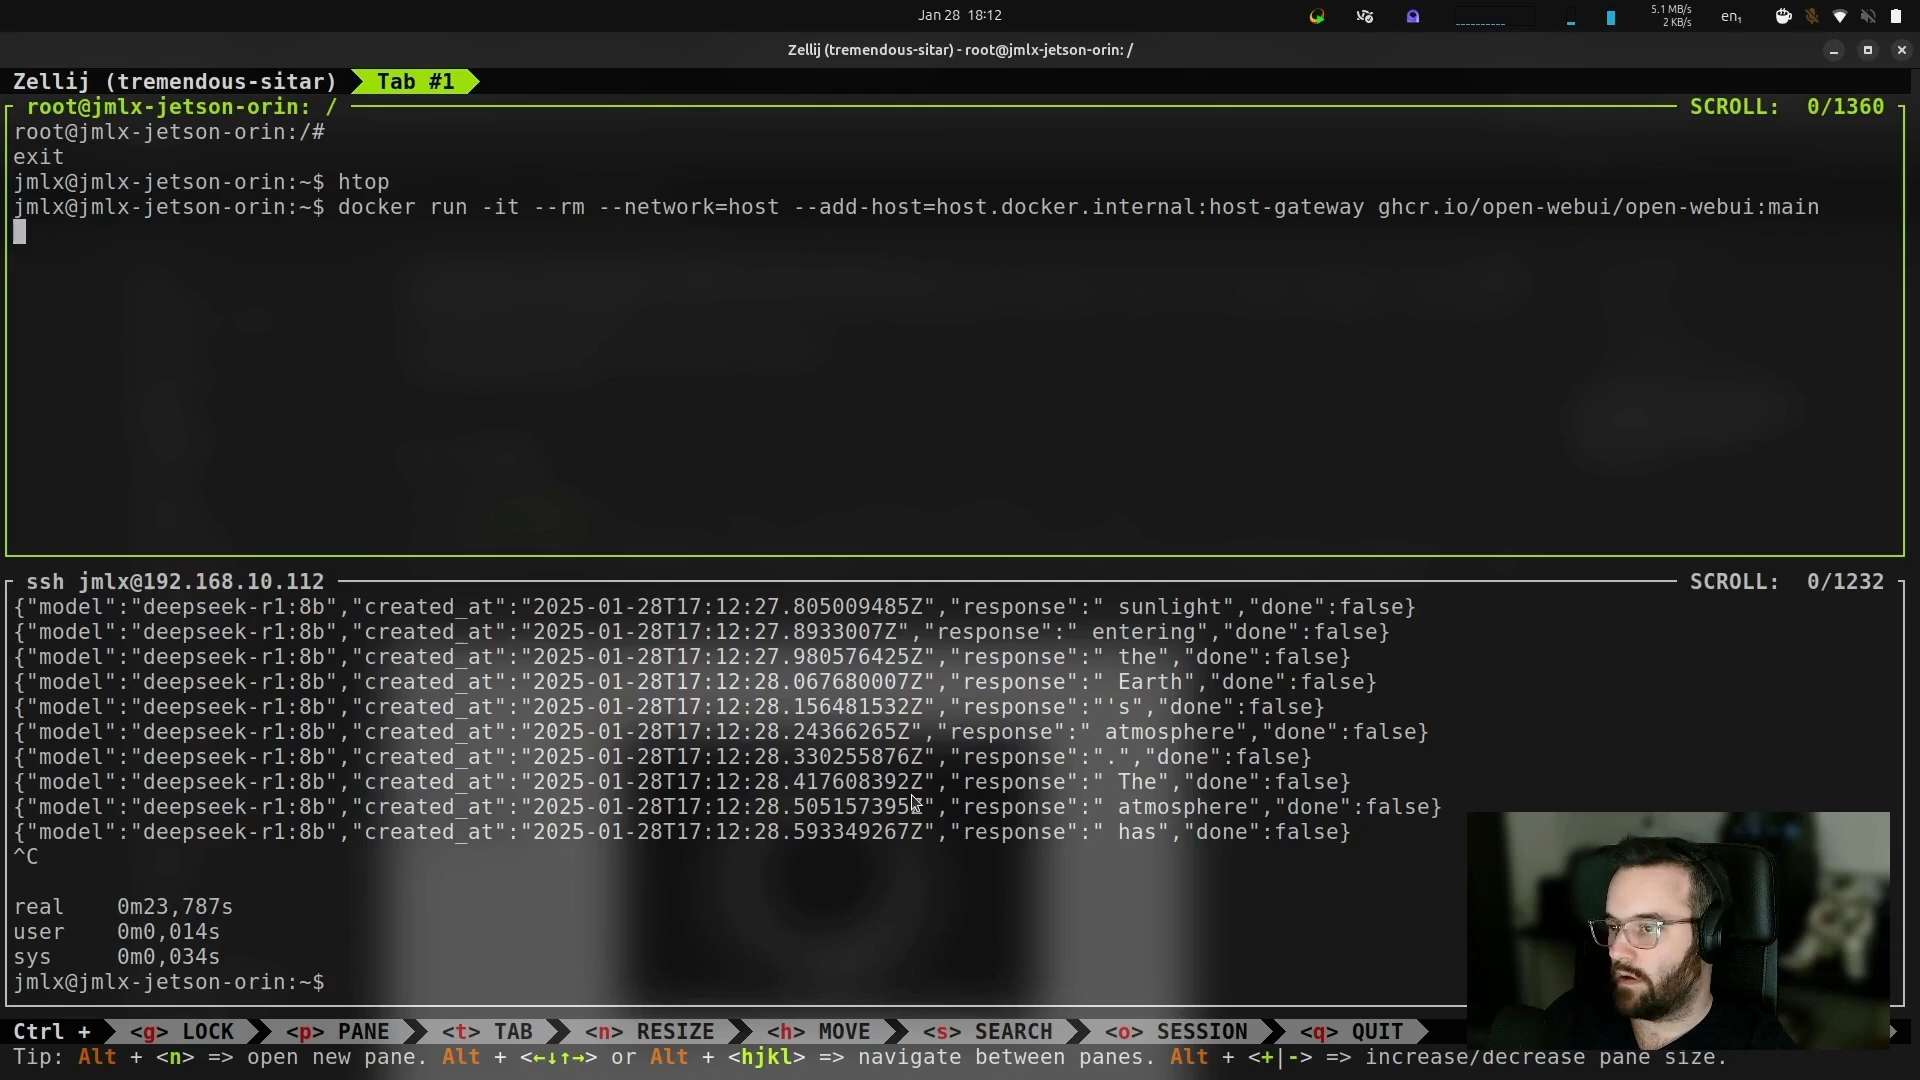 Jan 28 18:12
5.1 MB/s
2 KB/s
en₁
Zellij (tremendous-sitar) - root@jmlx-jetson-orin: /
Zellij (tremendous-sitar) Tab #1
root@jmlx-jetson-orin: / SCROLL: 0/1360
root@jmlx-jetson-orin:/#
exit
jmlx@jmlx-jetson-orin:~$ htop
jmlx@jmlx-jetson-orin:~$ docker run -it --rm --network=host --add-host=host.docker.internal:host-gateway ghcr.io/open-webui/open-webui:main
ssh jmlx@192.168.10.112 SCROLL: 0/1232
{"model":"deepseek-r1:8b","created_at":"2025-01-28T17:12:27.805009485Z","response":" sunlight","done":false}
{"model":"deepseek-r1:8b","created_at":"2025-01-28T17:12:27.8933007Z","response":" entering","done":false}
{"model":"deepseek-r1:8b","created_at":"2025-01-28T17:12:27.980576425Z","response":" the","done":false}
{"model":"deepseek-r1:8b","created_at":"2025-01-28T17:12:28.067680007Z","response":" Earth","done":false}
{"model":"deepseek-r1:8b","created_at":"2025-01-28T17:12:28.156481532Z","response":"'s","done":false}
{"model":"deepseek-r1:8b","created_at":"2025-01-28T17:12:28.24366265Z","response":" atmosphere","done":false}
{"model":"deepseek-r1:8b","created_at":"2025-01-28T17:12:28.330255876Z","response":".","done":false}
{"model":"deepseek-r1:8b","created_at":"2025-01-28T17:12:28.417608392Z","response":" The","done":false}
{"model":"deepseek-r1:8b","created_at":"2025-01-28T17:12:28.505157395Z","response":" atmosphere","done":false}
{"model":"deepseek-r1:8b","created_at":"2025-01-28T17:12:28.593349267Z","response":" has","done":false}
^C
real 0m23,787s
user 0m0,014s
sys 0m0,034s
jmlx@jmlx-jetson-orin:~$
Ctrl + <g> LOCK <p> PANE <t> TAB <n> RESIZE <h> MOVE <s> SEARCH <o> SESSION <q> QUIT
Tip: Alt + <n> => open new pane. Alt + <←↓↑→> or Alt + <hjkl> => navigate between panes. Alt + <+|-> => increase/decrease pane size.